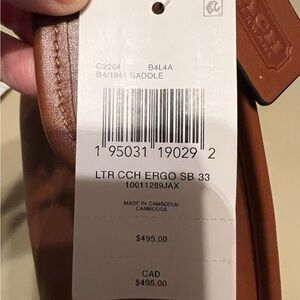 C2264 B4L4A
B4/1941 SADDLE
1 95031 19029 2
LTR CCH ERGO SB 33
10011289JAX
MADE IN CAMBODIA/
CAMBODGE
$495.00
CAD
$495.00